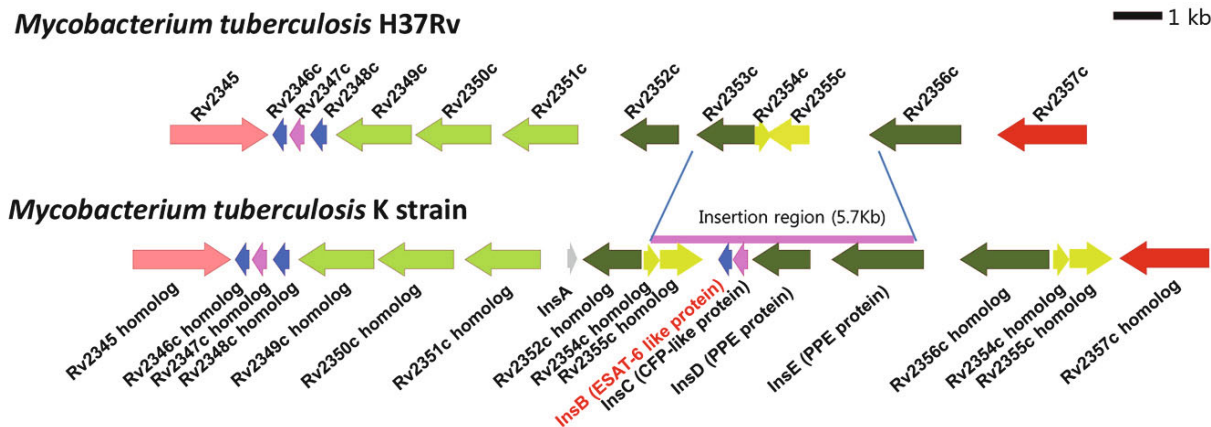 Mycobacterium tuberculosis H37Rv
1 kb
Rv2345
Rv2346c
Rv2347c
Rv2348c
Rv2349c
Rv2350c
Rv2351c
Rv2352c
Rv2353c
Rv2354c
Rv2355c
Rv2356c
Rv2357c
Mycobacterium tuberculosis K strain
Insertion region (5.7Kb)
Rv2345 homolog
Rv2346c homolog
Rv2347c homolog
Rv2348c homolog
Rv2349c homolog
Rv2350c homolog
Rv2351c homolog
InsA
Rv2352c homolog
Rv2354c homolog
Rv2355c homolog
InsB (ESAT-6 like protein)
InsC (CFP-like protein)
InsD (PPE protein)
InsE (PPE protein)
Rv2356c homolog
Rv2354c homolog
Rv2355c homolog
Rv2357c homolog